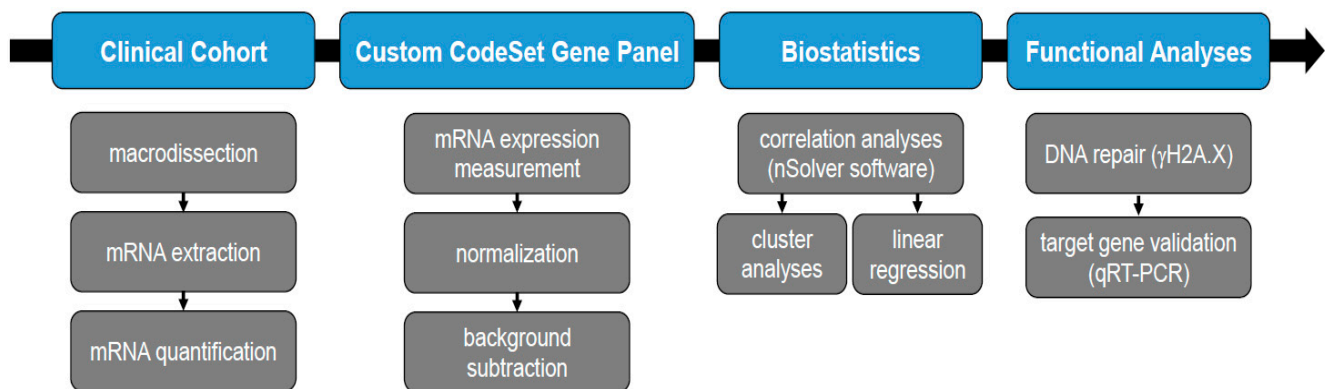 Clinical Cohort
Custom CodeSet Gene Panel
Biostatistics
Functional Analyses
macrodissection
mRNA extraction
mRNA quantification
mRNA expression
measurement
normalization
background
subtraction
correlation analyses
(nSolver software)
cluster
analyses
linear
regression
DNA repair (γH2A.X)
target gene validation
(qRT-PCR)